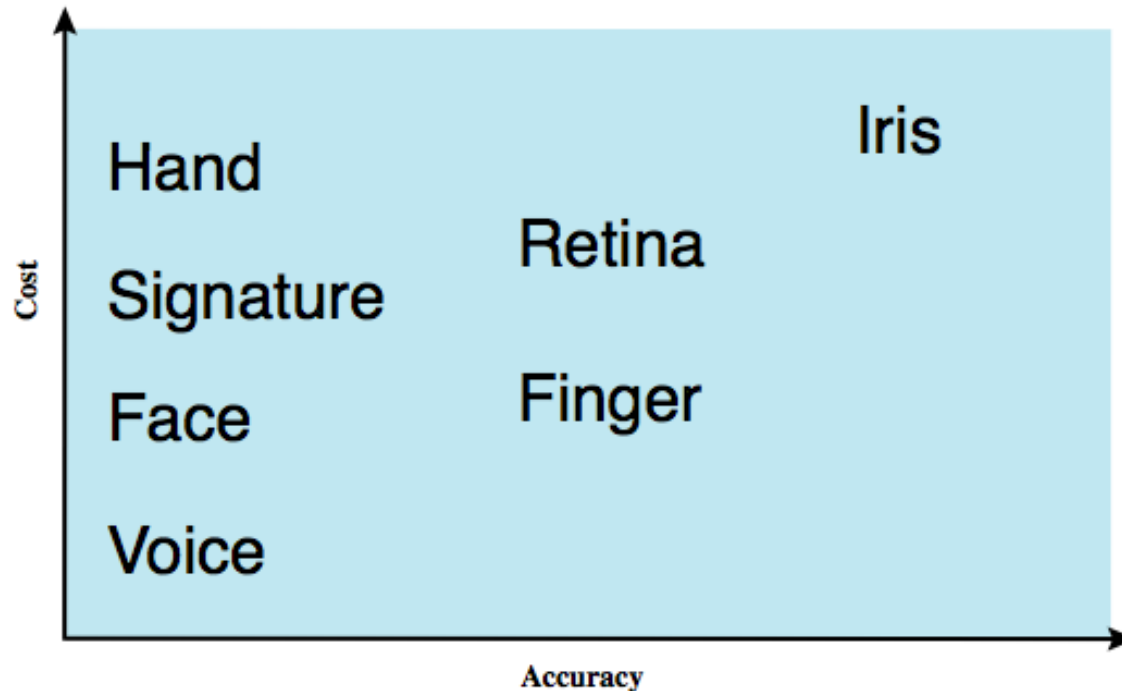 Iris
Hand
Retina
Signature
Finger
Face
Voice
Cost
Accuracy